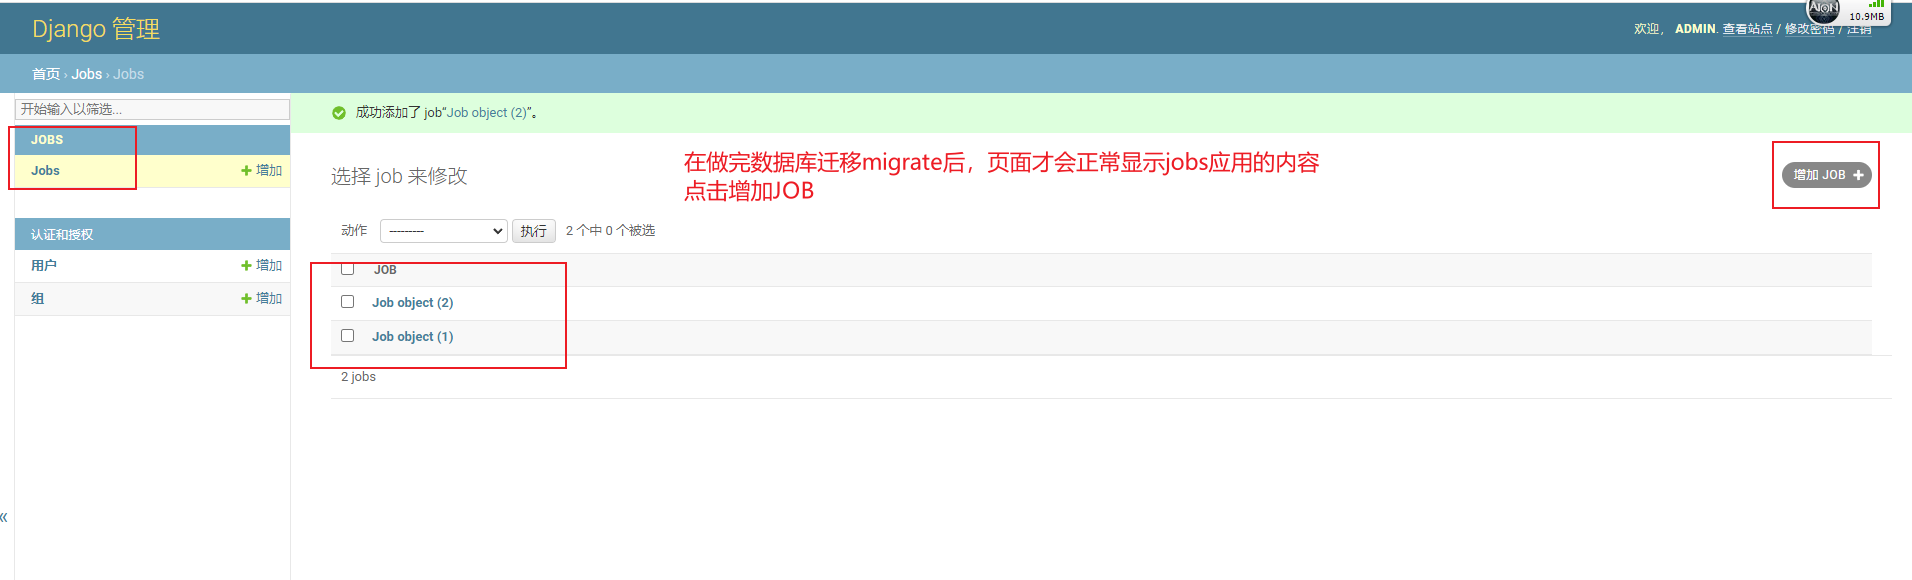 Django 管理
AION
10.9MB
欢迎， ADMIN. 查看站点 / 修改密码 / 注销
首页 › Jobs › Jobs
开始输入以筛选...
JOBS
Jobs
增加
认证和授权
用户
增加
组
增加
«
成功添加了 job“Job object (2)”。
选择 job 来修改
在做完数据库迁移migrate后，页面才会正常显示jobs应用的内容
点击增加JOB
增加 JOB
动作 --------- 执行 2 个中 0 个被选
JOB
Job object (2)
Job object (1)
2 jobs